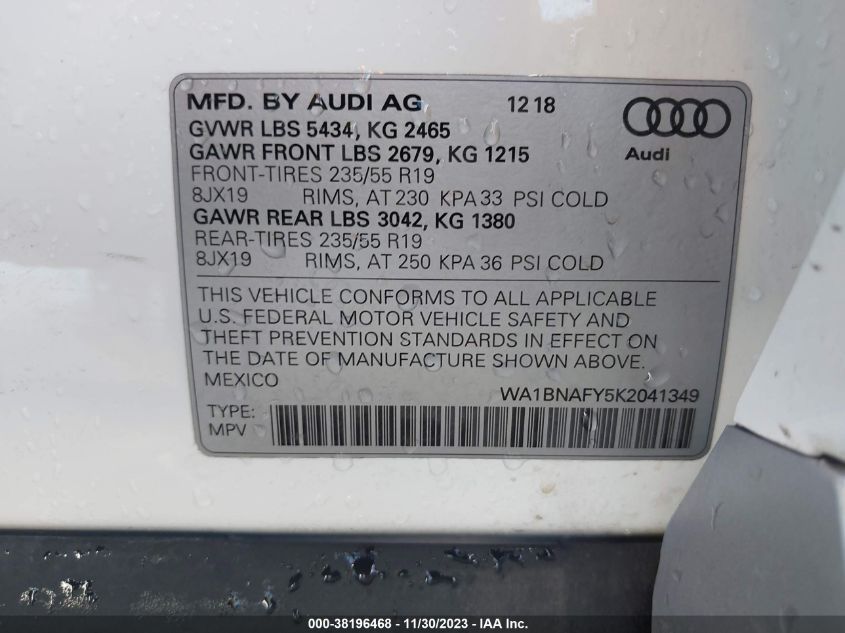 MFD. BY AUDI AG 12 18
GVWR LBS 5434, KG 2465
GAWR FRONT LBS 2679, KG 1215
Audi
FRONT-TIRES 235/55 R19
8JX19 RIMS, AT 230 KPA 33 PSI COLD
GAWR REAR LBS 3042, KG 1380
REAR-TIRES 235/55 R19
8JX19 RIMS, AT 250 KPA 36 PSI COLD
THIS VEHICLE CONFORMS TO ALL APPLICABLE
U.S. FEDERAL MOTOR VEHICLE SAFETY AND
THEFT PREVENTION STANDARDS IN EFFECT ON
THE DATE OF MANUFACTURE SHOWN ABOVE.
MEXICO WA1BNAFY5K2041349
TYPE:
MPV
000-38196468 - 11/30/2023 - IAA Inc.